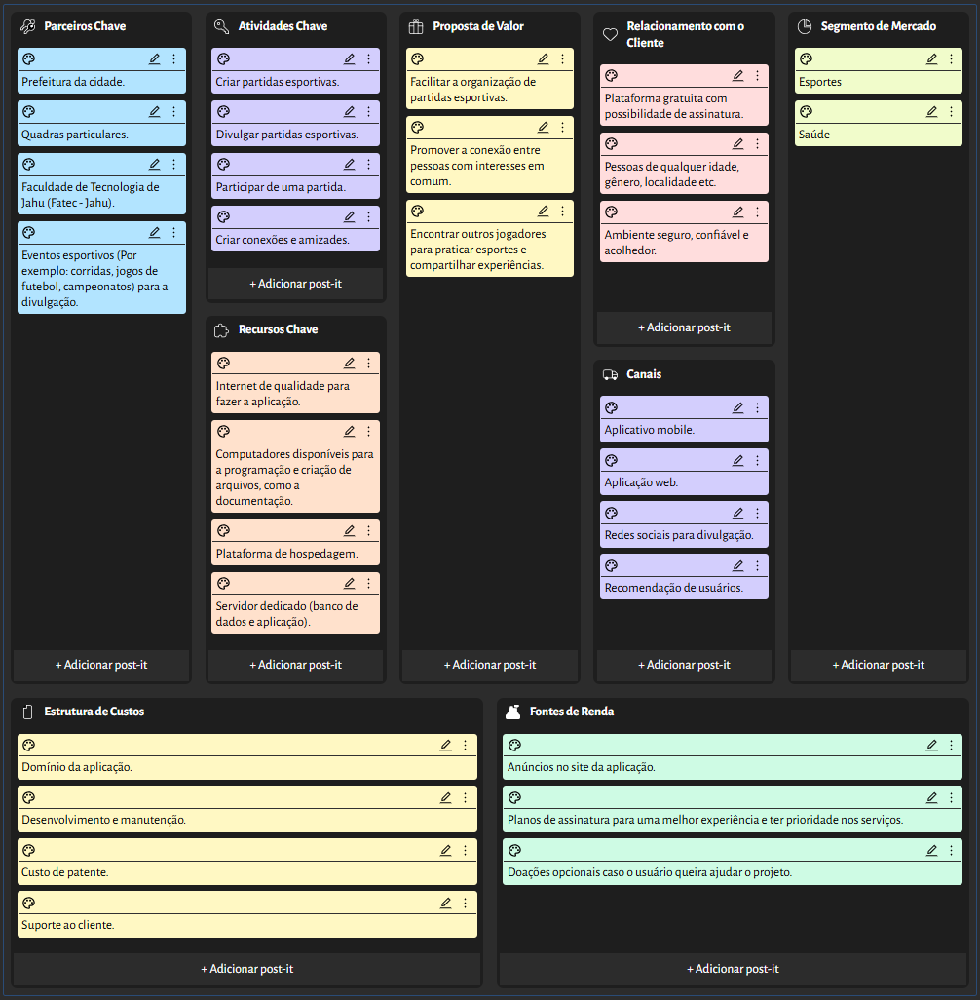 Parceiros Chave
Prefeitura da cidade.
Quadras particulares.
Faculdade de Tecnologia de
Jahu (Fatec - Jahu).
Eventos esportivos (Por
exemplo: corridas, jogos de
futebol, campeonatos) para a
divulgação.
+ Adicionar post-it
Atividades Chave
Criar partidas esportivas.
Divulgar partidas esportivas.
Participar de uma partida.
Criar conexões e amizades.
+ Adicionar post-it
Recursos Chave
Internet de qualidade para
fazer a aplicação.
Computadores disponíveis para
a programação e criação de
arquivos, como a
documentação.
Plataforma de hospedagem.
Servidor dedicado (banco de
dados e aplicação).
+ Adicionar post-it
Proposta de Valor
Facilitar a organização de
partidas esportivas.
Promover a conexão entre
pessoas com interesses em
comum.
Encontrar outros jogadores
para praticar esportes e
compartilhar experiências.
+ Adicionar post-it
Relacionamento com o
Cliente
Plataforma gratuita com
possibilidade de assinatura.
Pessoas de qualquer idade,
gênero, localidade etc.
Ambiente seguro, confiável e
acolhedor.
+ Adicionar post-it
Canais
Aplicativo mobile.
Aplicação web.
Redes sociais para divulgação.
Recomendação de usuários.
+ Adicionar post-it
Segmento de Mercado
Esportes
Saúde
+ Adicionar post-it
Estrutura de Custos
Domínio da aplicação.
Desenvolvimento e manutenção.
Custo de patente.
Suporte ao cliente.
+ Adicionar post-it
Fontes de Renda
Anúncios no site da aplicação.
Planos de assinatura para uma melhor experiência e ter prioridade nos serviços.
Doações opcionais caso o usuário queira ajudar o projeto.
+ Adicionar post-it